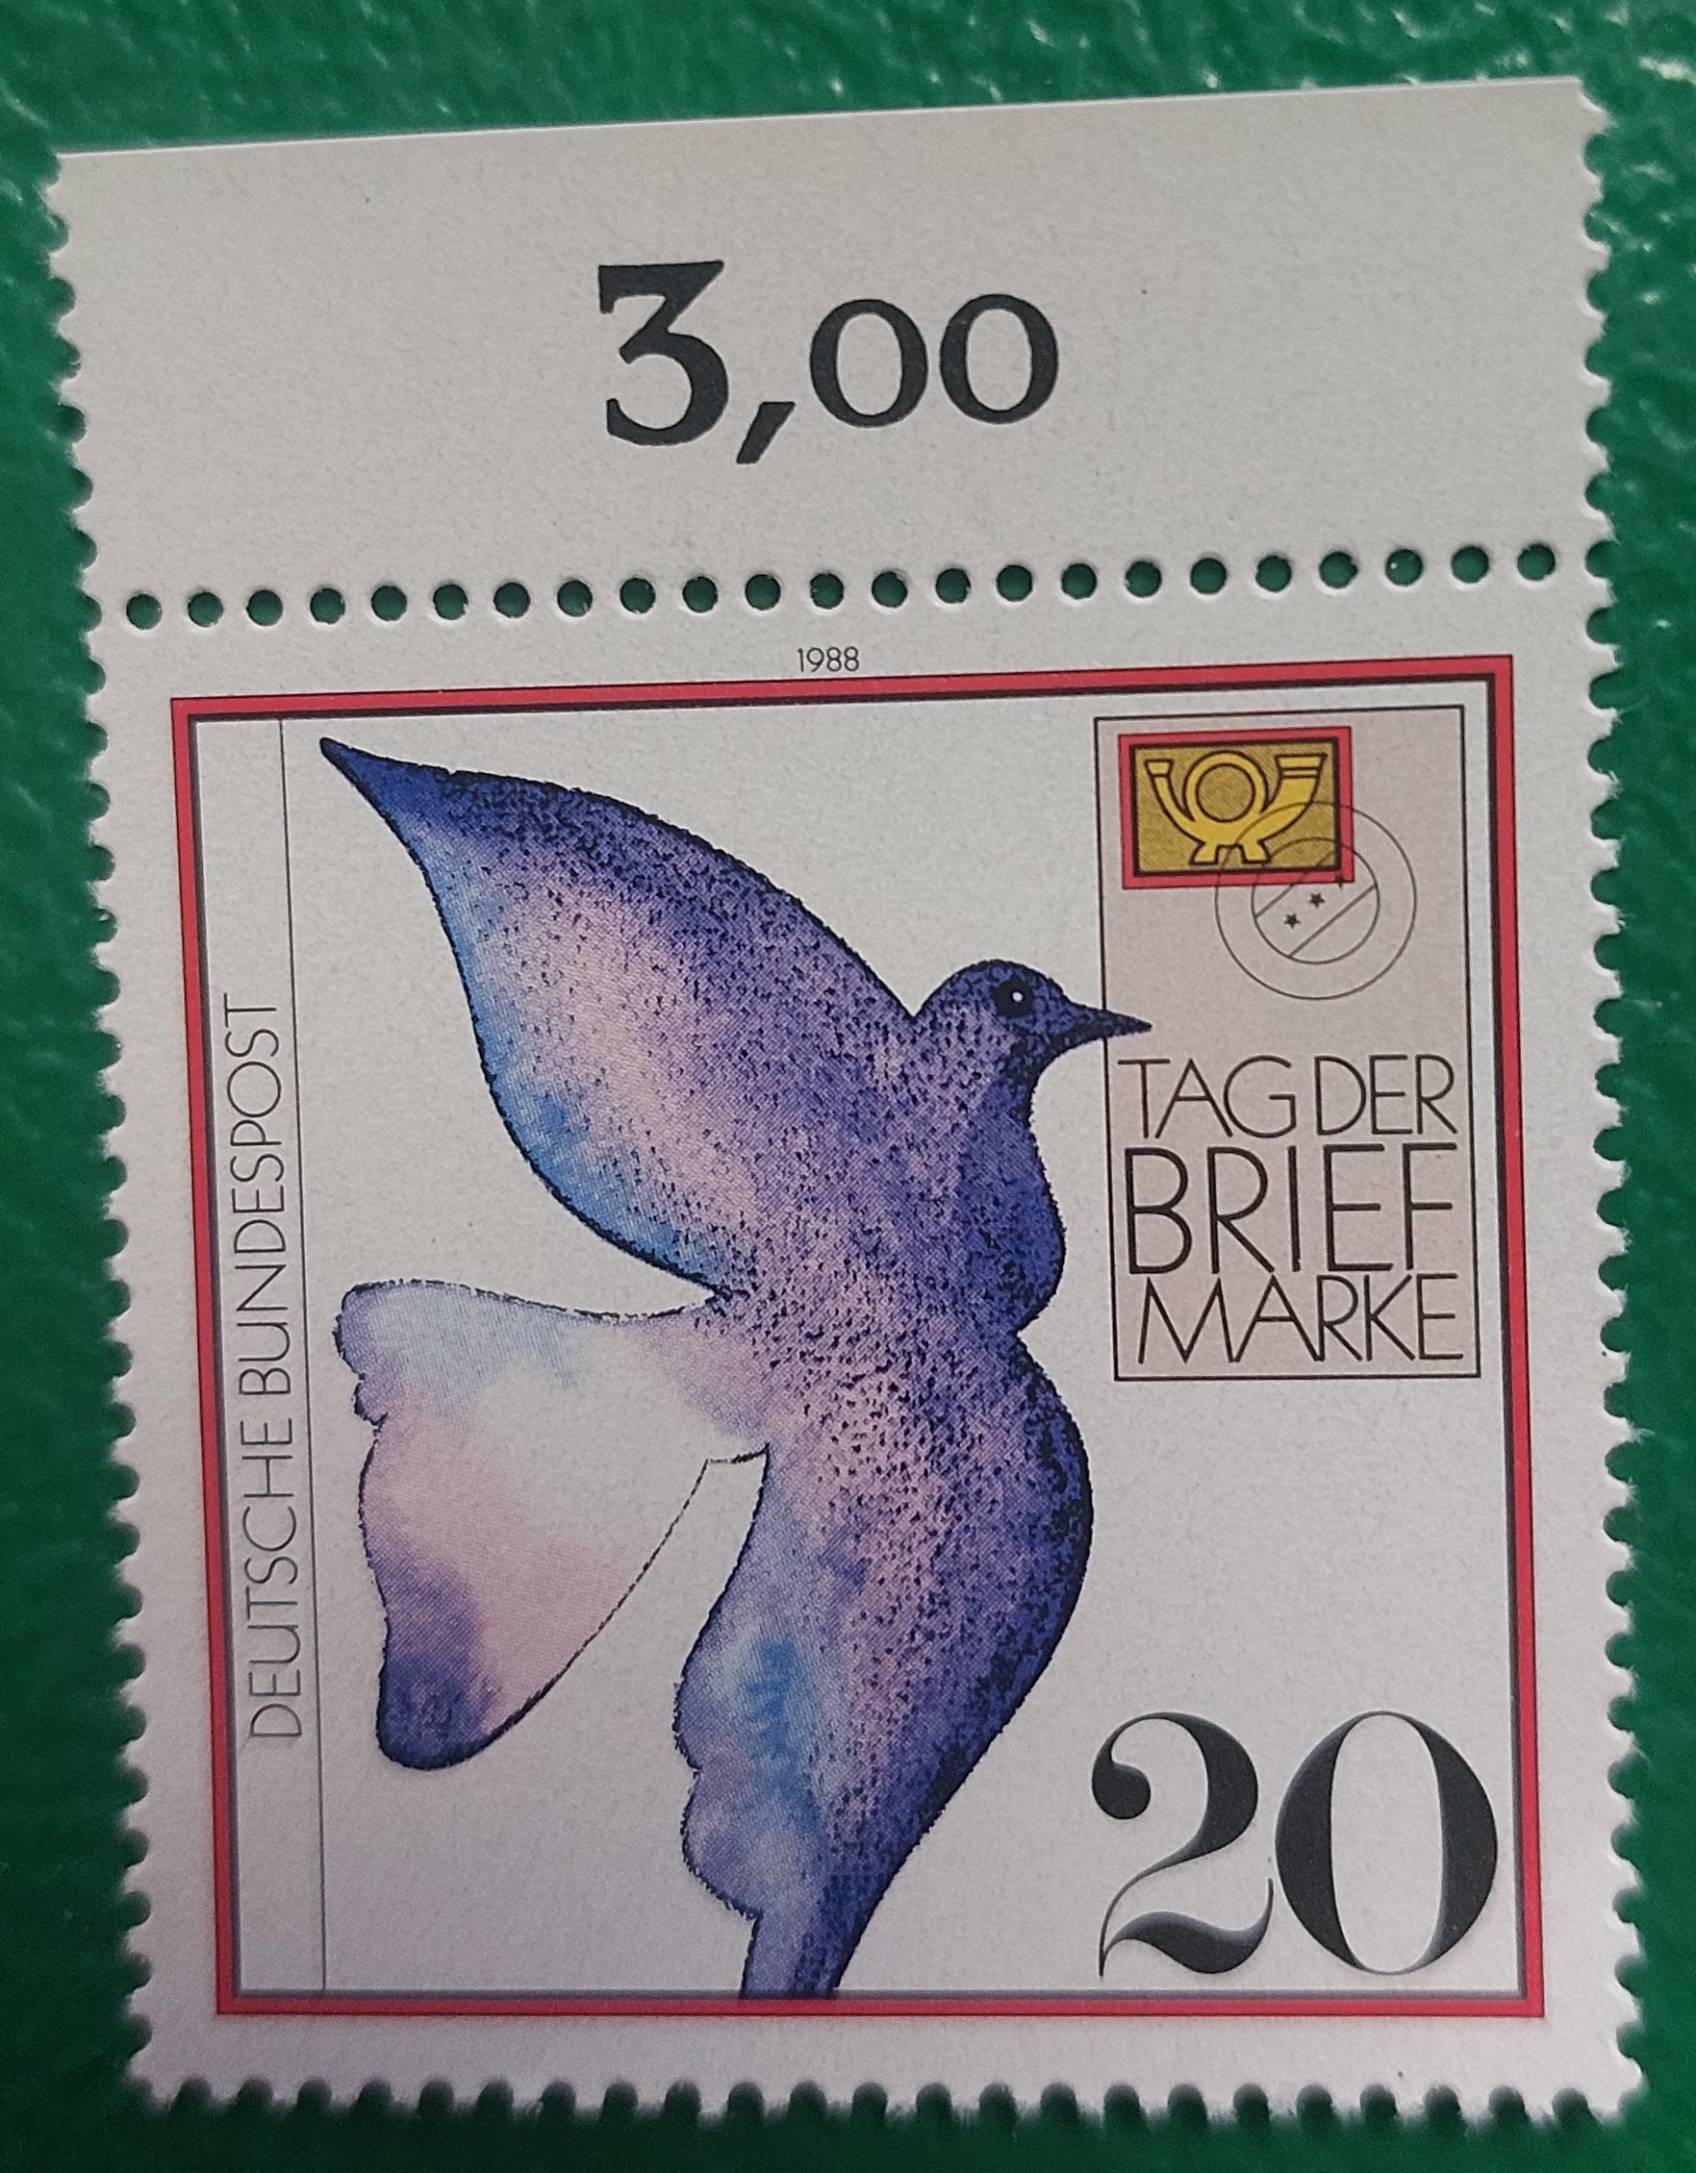 3,00
1988
DEUTSCHE BUNDESPOST
TAG DER
BRIEF
MARKE
20